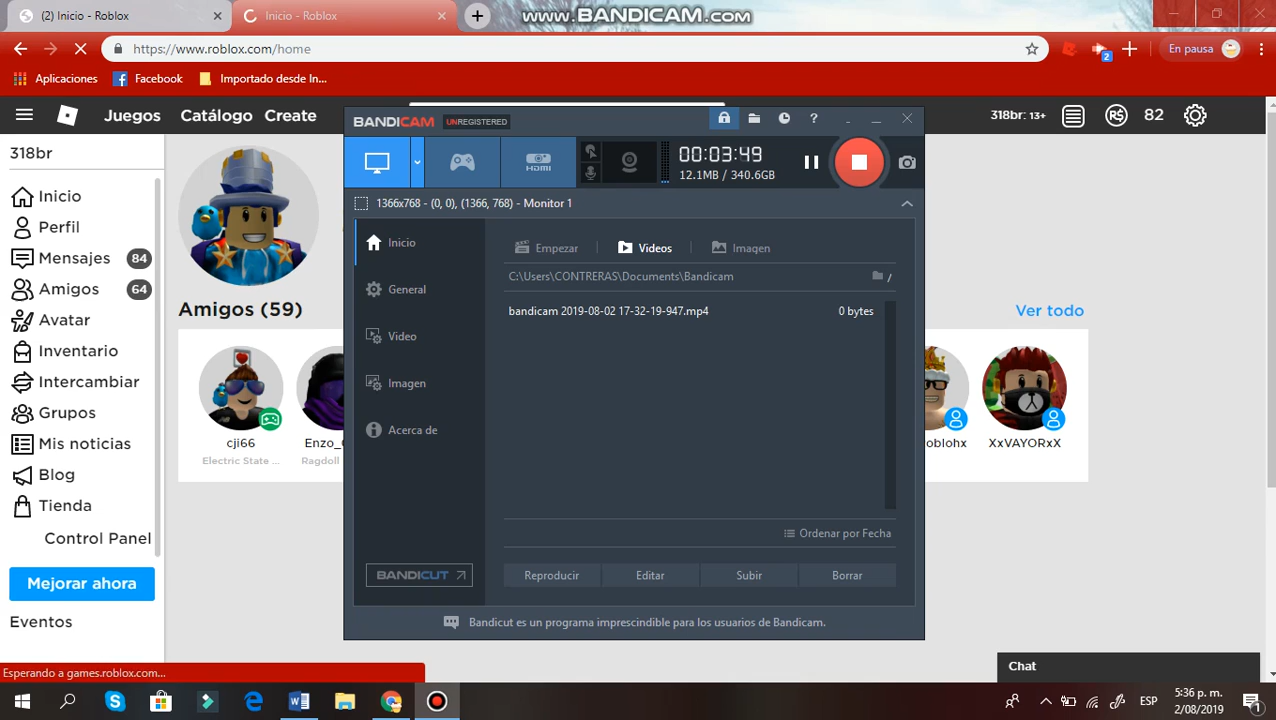 (2) Inicio - Roblox
Inicio - Roblox
www.BANDICAM.com
https://www.roblox.com/home
2
En pausa
Aplicaciones
Facebook
Importado desde In...
Juegos
Catálogo
Create
318br: 13+
82
318br
Inicio
Perfil
Mensajes 84
Amigos 64
Avatar
Inventario
Intercambiar
Grupos
Mis noticias
Blog
Tienda
Control Panel
Mejorar ahora
Eventos
Amigos (59)
Ver todo
cji66
Electric State ...
Enzo_
Ragdoll
oblohx
XxVAYORxX
BANDICAM UNREGISTERED
HDMI
00:03:49
12.1MB / 340.6GB
1366x768 - (0, 0), (1366, 768) - Monitor 1
Inicio
General
Video
Imagen
Acerca de
BANDICUT
Empezar
Videos
Imagen
C:\Users\CONTRERAS\Documents\Bandicam
/
bandicam 2019-08-02 17-32-19-947.mp4 0 bytes
Ordenar por Fecha
Reproducir
Editar
Subir
Borrar
Bandicut es un programa imprescindible para los usuarios de Bandicam.
Esperando a games.roblox.com...
Chat
ESP
5:36 p. m.
2/08/2019
1